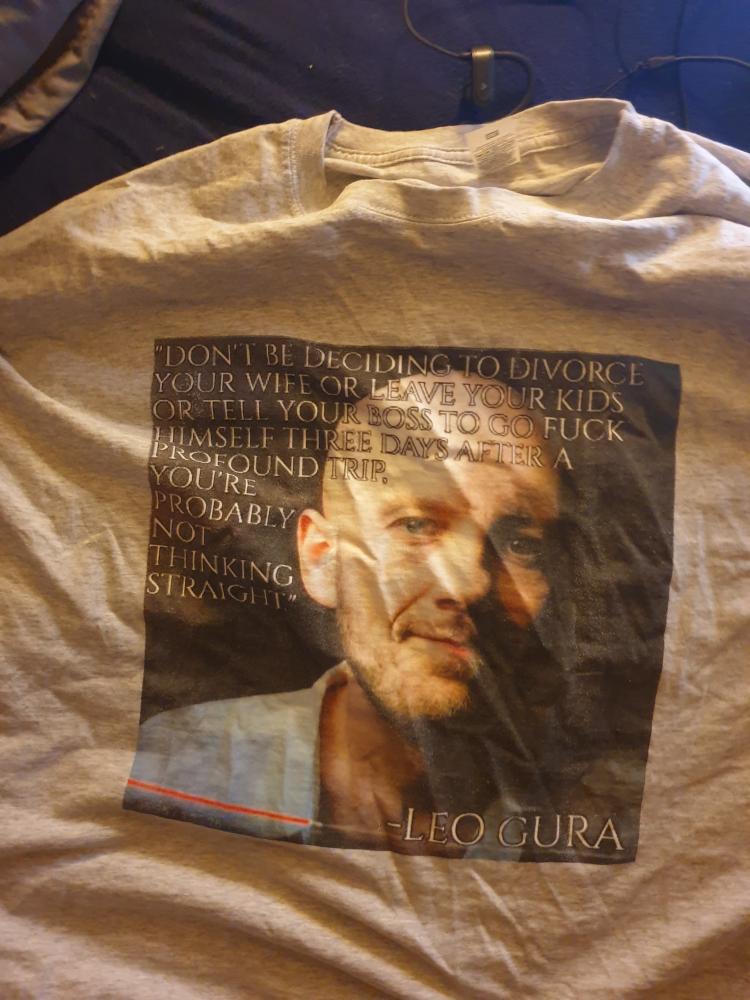 "DON'T BE DECIDING TO DIVORCE
YOUR WIFE OR LEAVE YOUR KIDS
OR TELL YOUR BOSS TO GO FUCK
HIMSELF THREE DAYS AFTER A
PROFOUND TRIP,
YOU'RE
PROBABLY
NOT
THINKING
STRAIGHT"
-LEO GURA